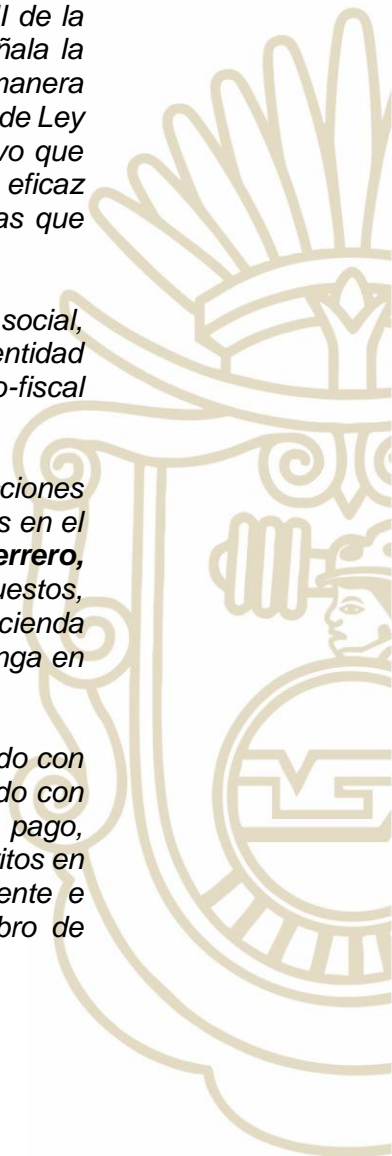 II de la
ñala la
manera
de Ley
vo que
eficaz
as que
social,
entidad
o-fiscal
ciones
s en el
errero,
uestos,
cienda
nga en
do con
do con
pago,
itos en
ente e
bro de